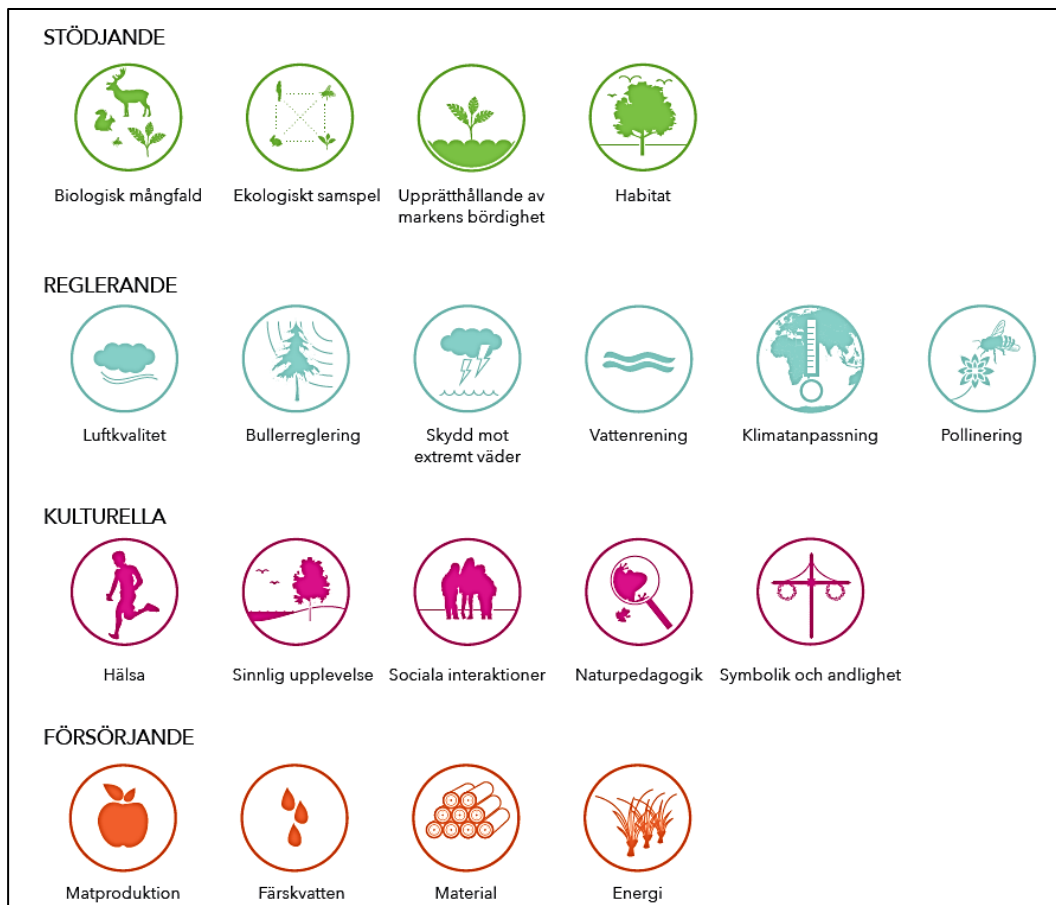 STÖDJANDE
Biologisk mångfald
Ekologiskt samspel
Upprätthållande av
markens bördighet
Habitat
REGLERANDE
Luftkvalitet
Bullerreglering
Skydd mot
extremt väder
Vattenrening
Klimatanpassning
Pollinering
KULTURELLA
Hälsa
Sinnlig upplevelse
Sociala interaktioner
Naturpedagogik
Symbolik och andlighet
FÖRSÖRJANDE
Matproduktion
Färskvatten
Material
Energi